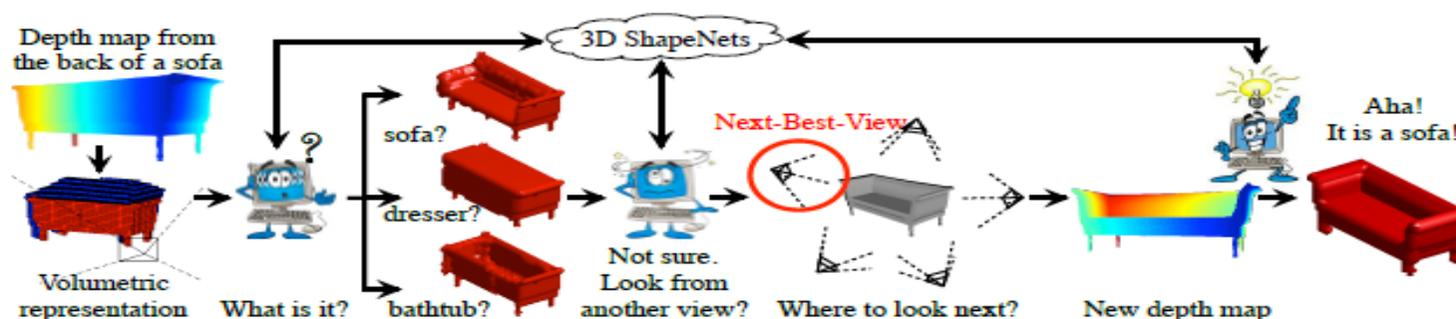 3D ShapeNets
Depth map from
the back of a sofa
Volumetric
representation
?
What is it?
sofa?
dresser?
bathtub?
Not sure.
Look from
another view?
Next-Best-View
Where to look next?
New depth map
Aha!
It is a sofa!